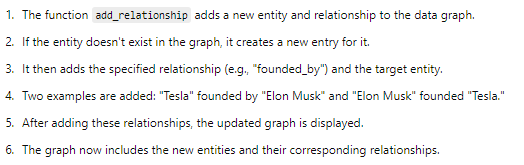 1. The function add_relationship adds a new entity and relationship to the data graph.
2. If the entity doesn't exist in the graph, it creates a new entry for it.
3. It then adds the specified relationship (e.g., "founded_by") and the target entity.
4. Two examples are added: "Tesla" founded by "Elon Musk" and "Elon Musk" founded "Tesla."
5. After adding these relationships, the updated graph is displayed.
6. The graph now includes the new entities and their corresponding relationships.